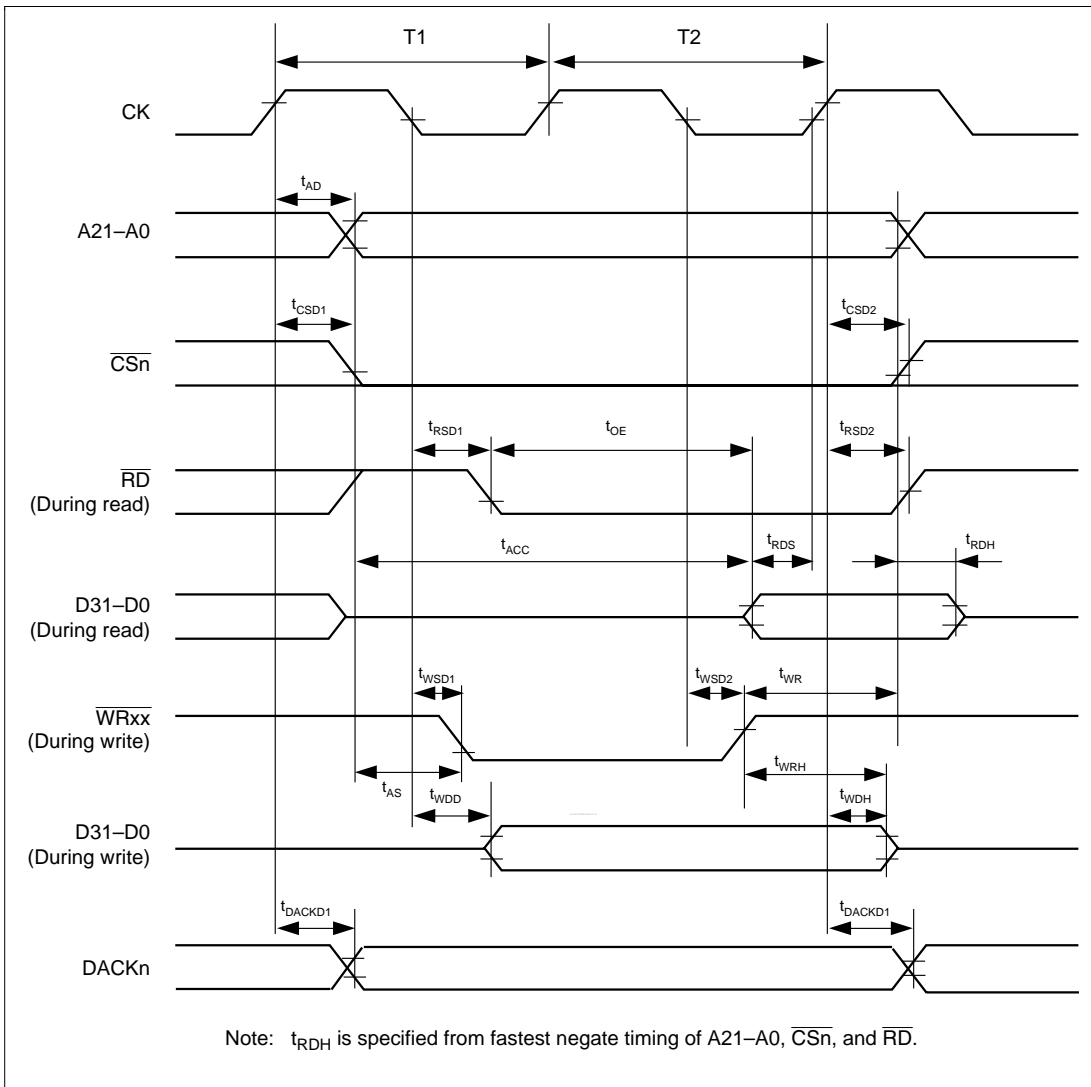 T1 T2
CK
tAD
A21–A0
tCSD1 tCSD2
CSn
tRSD1 tOE tRSD2
RD
(During read)
tACC tRDS tRDH
D31–D0
(During read)
tWSD1 tWSD2 tWR
WRxx
(During write)
tAS tWDD tWRH
tWDH
D31–D0
(During write)
tDACKD1 tDACKD1
DACKn
Note: tRDH is specified from fastest negate timing of A21–A0, CSn, and RD.